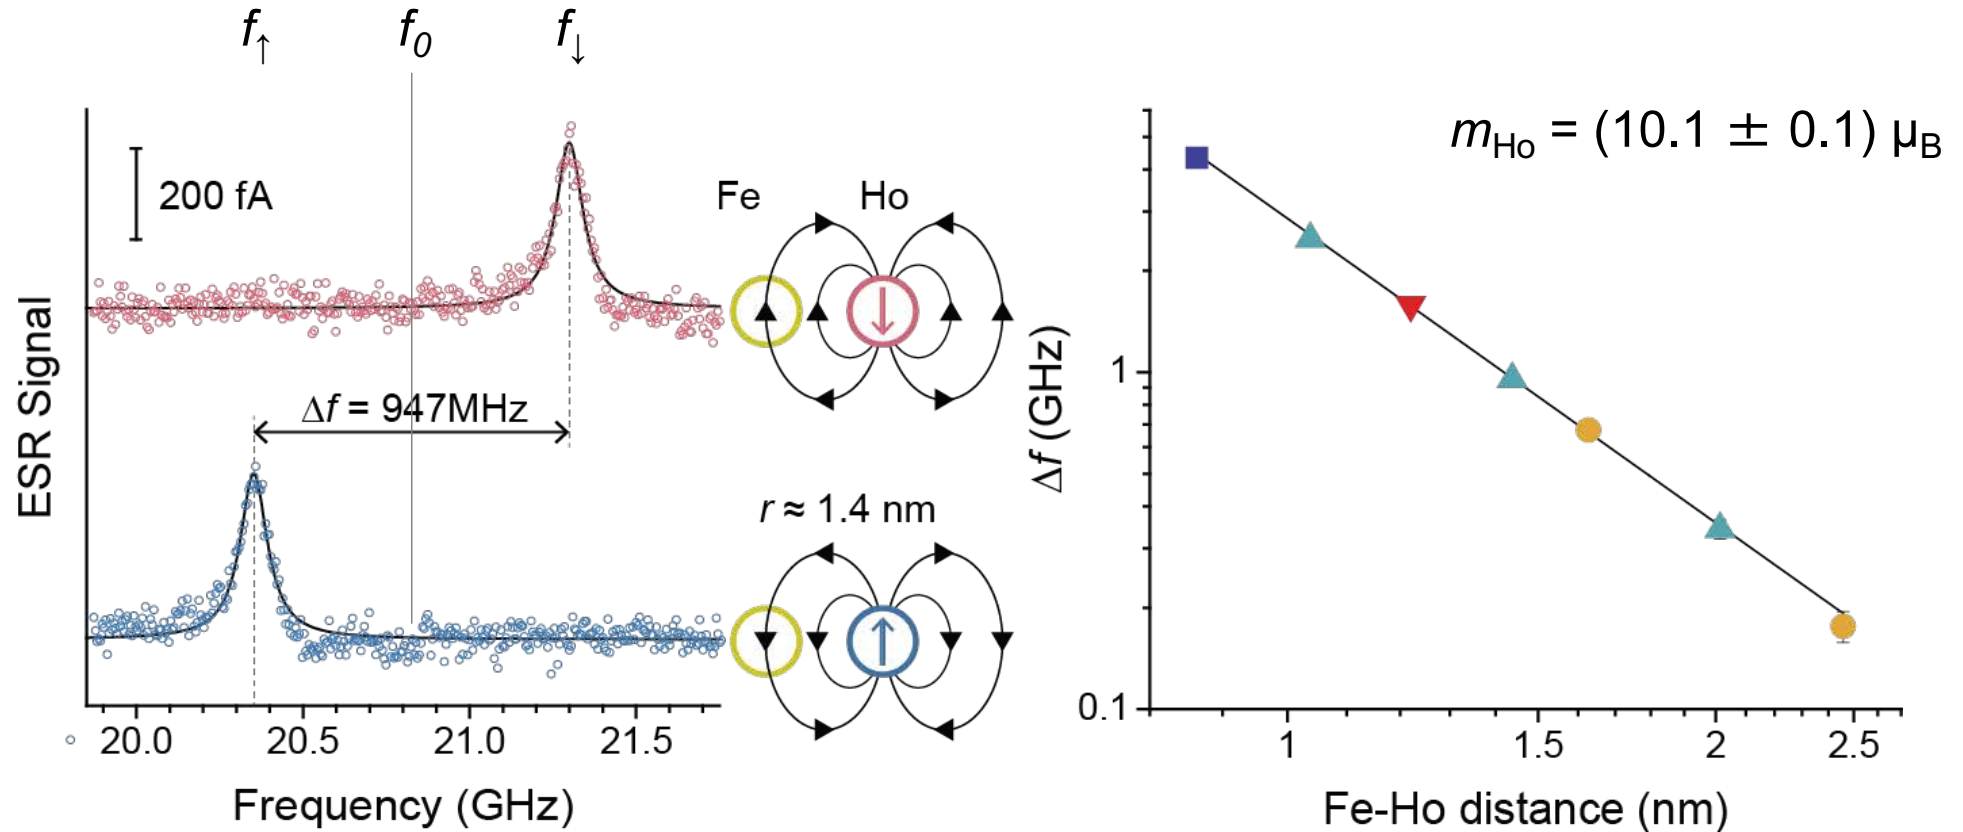 f↑ f0 f↓
200 fA
Fe Ho
Δf = 947MHz
r ≈ 1.4 nm
ESR Signal
20.0 20.5 21.0 21.5
Frequency (GHz)
mHo = (10.1 ± 0.1) μB
Δf (GHz)
1
0.1
1 1.5 2 2.5
Fe-Ho distance (nm)